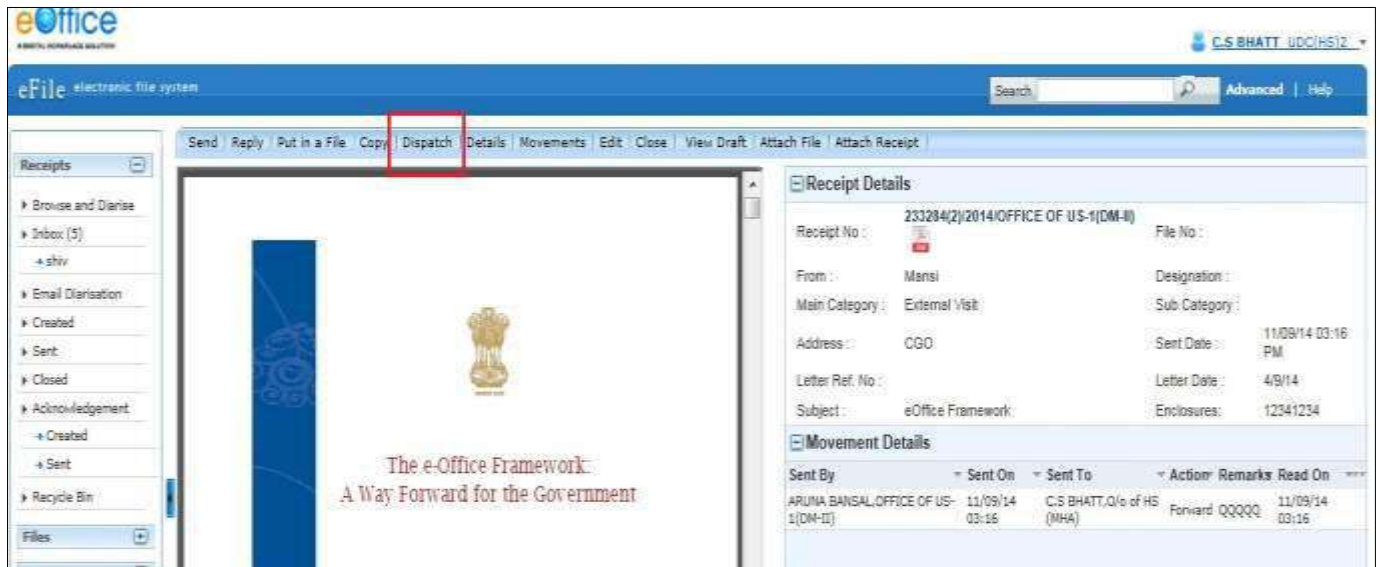 eOffice
A DIGITAL WORKPLACE SOLUTION
C.S BHATT UDC(HS)2
eFile electronic file system
Search
Advanced | Help
Send | Reply | Put in a File | Copy | Dispatch | Details | Movements | Edit | Close | View Draft | Attach File | Attach Receipt
Receipts
Browse and Diarise
Inbox (5)
shiv
Email Diarisation
Created
Sent
Closed
Acknowledgement
Created
Sent
Recycle Bin
Files
The e-Office Framework:
A Way Forward for the Government
Receipt Details
Receipt No : 233284(2)/2014/OFFICE OF US-1(DM-II) File No :
From : Mansi Designation :
Main Category : External Visit Sub Category :
Address : CGO Sent Date : 11/09/14 03:16 PM
Letter Ref. No : Letter Date : 4/9/14
Subject : eOffice Framework Enclosures: 12341234
Movement Details
Sent By Sent On Sent To Action Remarks Read On
ARUNA BANSAL,OFFICE OF US-1(DM-II) 11/09/14 03:16 C.S BHATT,O/o of HS (MHA) Forward QQQQQ 11/09/14 03:16